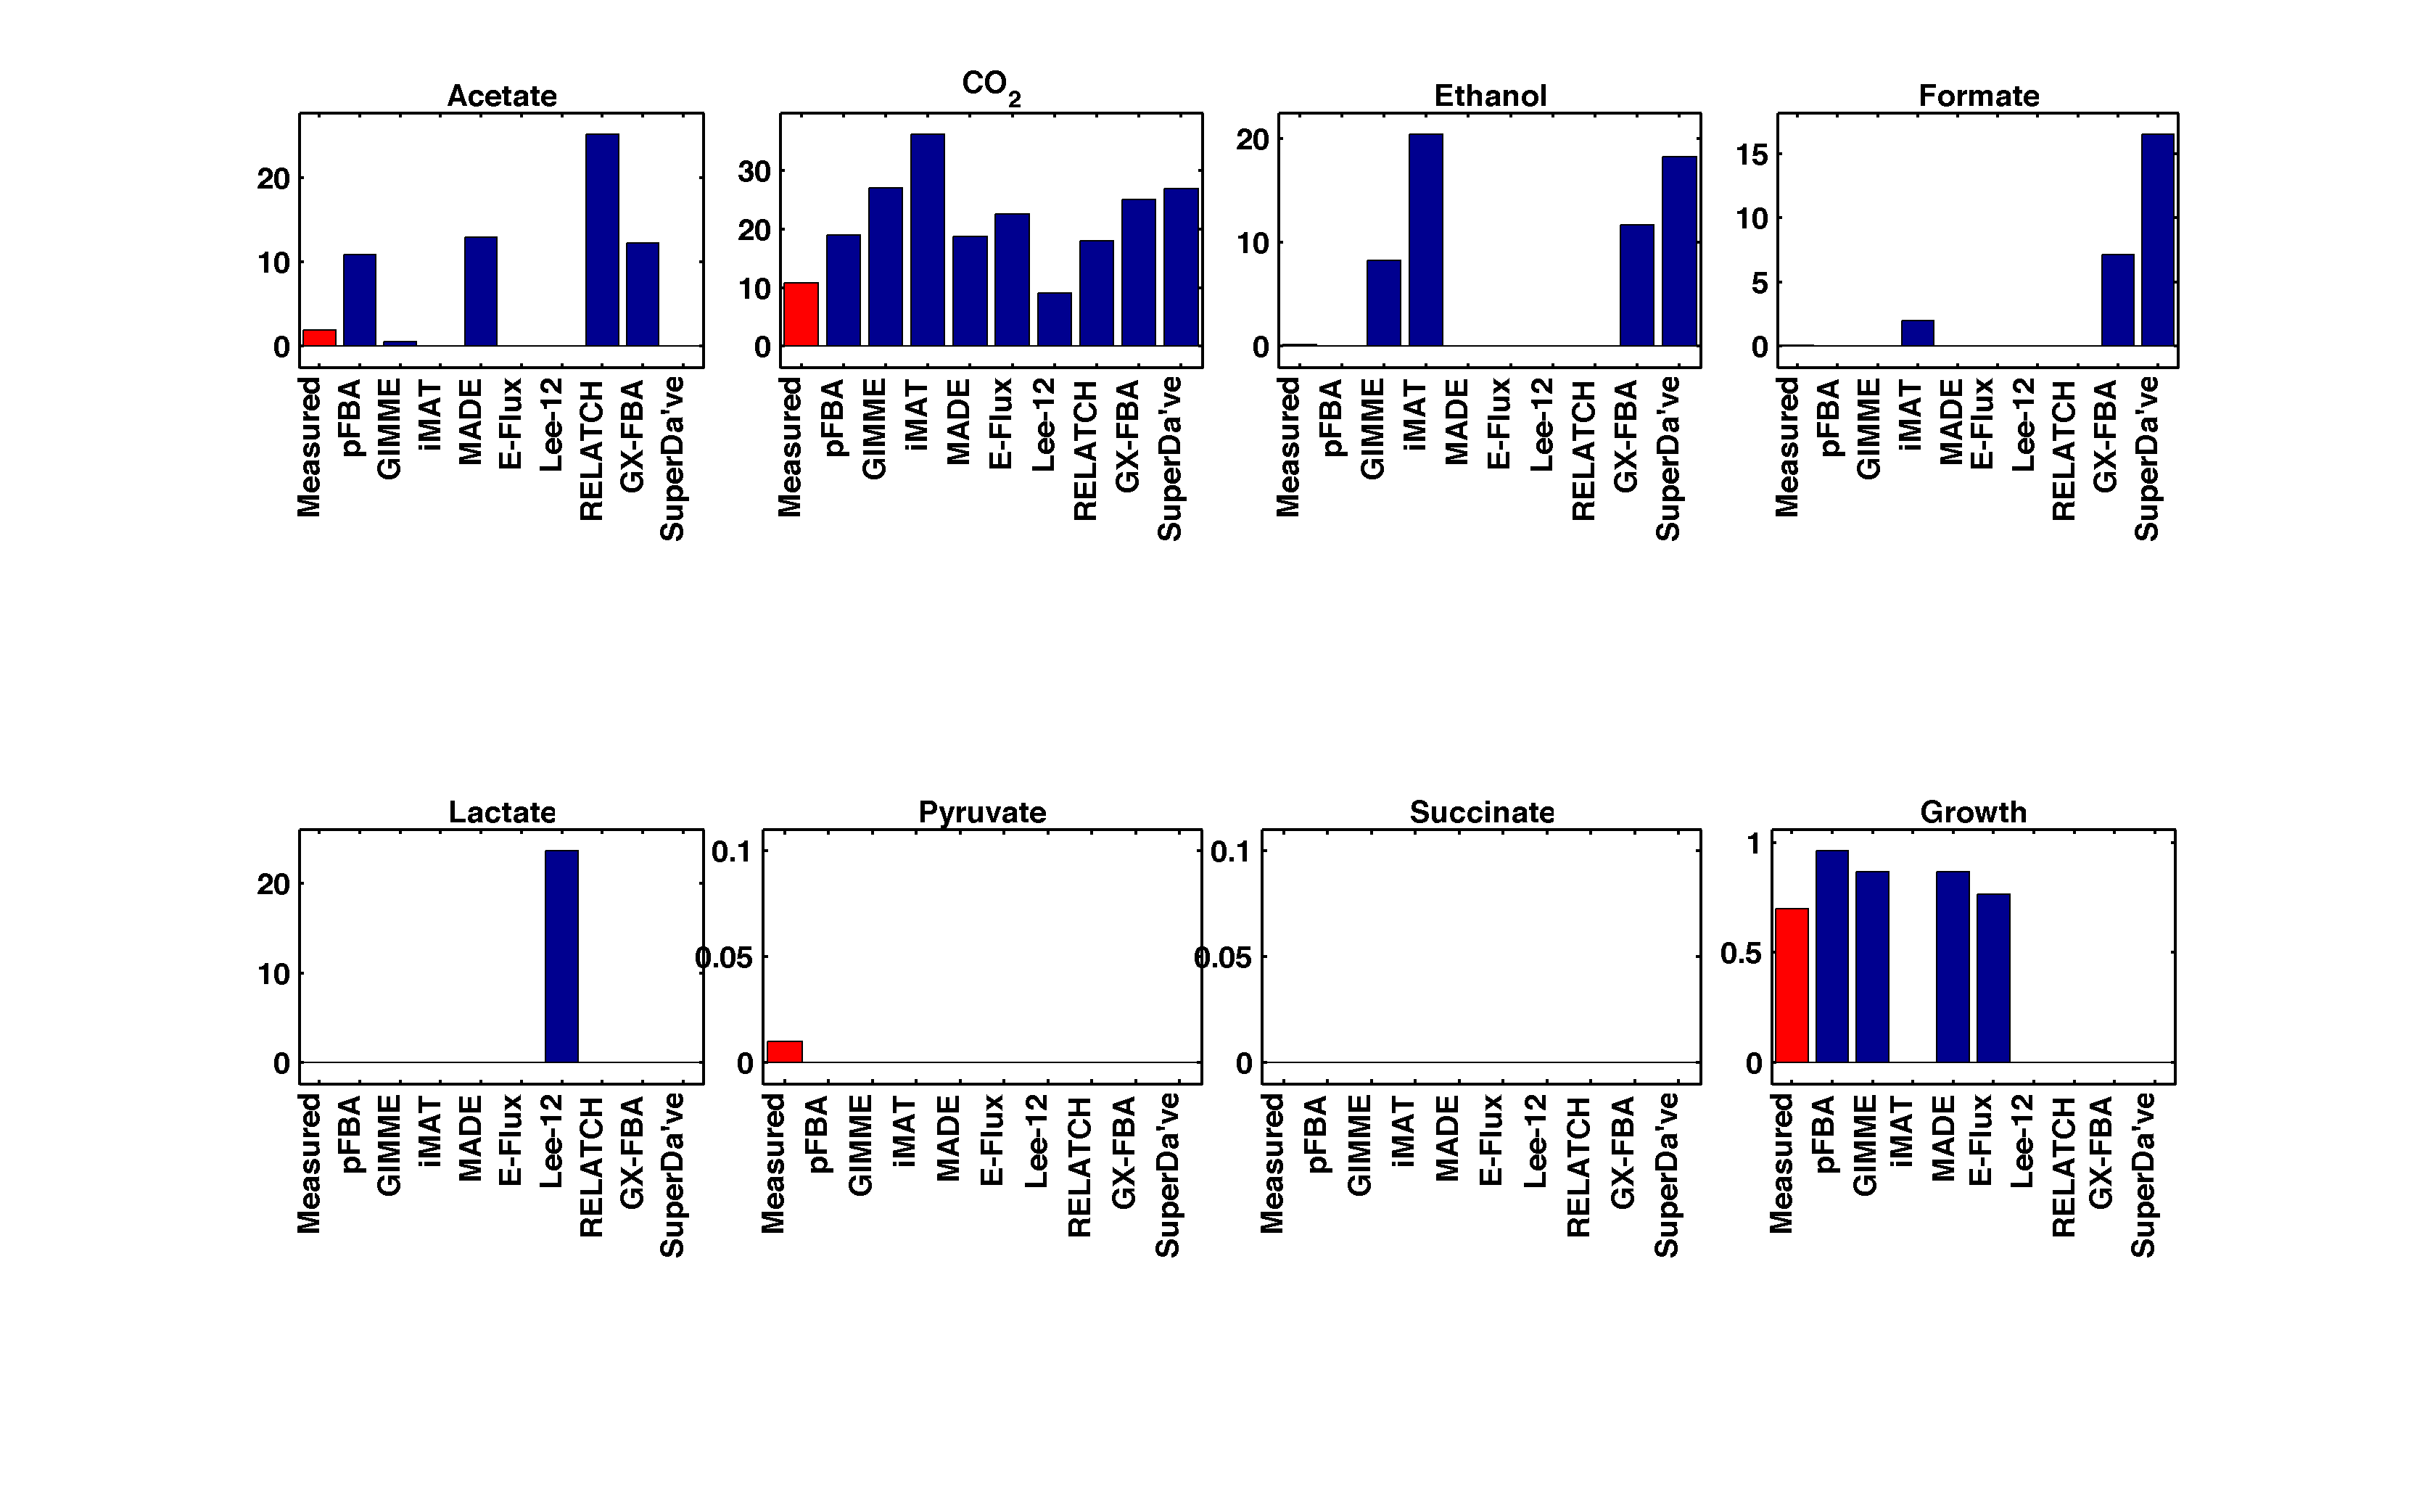 Acetate
20
10
0
Measured
pFBA
GIMME
iMAT
MADE
E-Flux
Lee-12
RELATCH
GX-FBA
SuperDa've
CO2
30
20
10
0
Measured
pFBA
GIMME
iMAT
MADE
E-Flux
Lee-12
RELATCH
GX-FBA
SuperDa've
Ethanol
20
10
0
Measured
pFBA
GIMME
iMAT
MADE
E-Flux
Lee-12
RELATCH
GX-FBA
SuperDa've
Formate
15
10
5
0
Measured
pFBA
GIMME
iMAT
MADE
E-Flux
Lee-12
RELATCH
GX-FBA
SuperDa've
Lactate
20
10
0
Measured
pFBA
GIMME
iMAT
MADE
E-Flux
Lee-12
RELATCH
GX-FBA
SuperDa've
Pyruvate
0.1
0.05
0
Measured
pFBA
GIMME
iMAT
MADE
E-Flux
Lee-12
RELATCH
GX-FBA
SuperDa've
Succinate
0.1
0.05
0
Measured
pFBA
GIMME
iMAT
MADE
E-Flux
Lee-12
RELATCH
GX-FBA
SuperDa've
Growth
1
0.5
0
Measured
pFBA
GIMME
iMAT
MADE
E-Flux
Lee-12
RELATCH
GX-FBA
SuperDa've